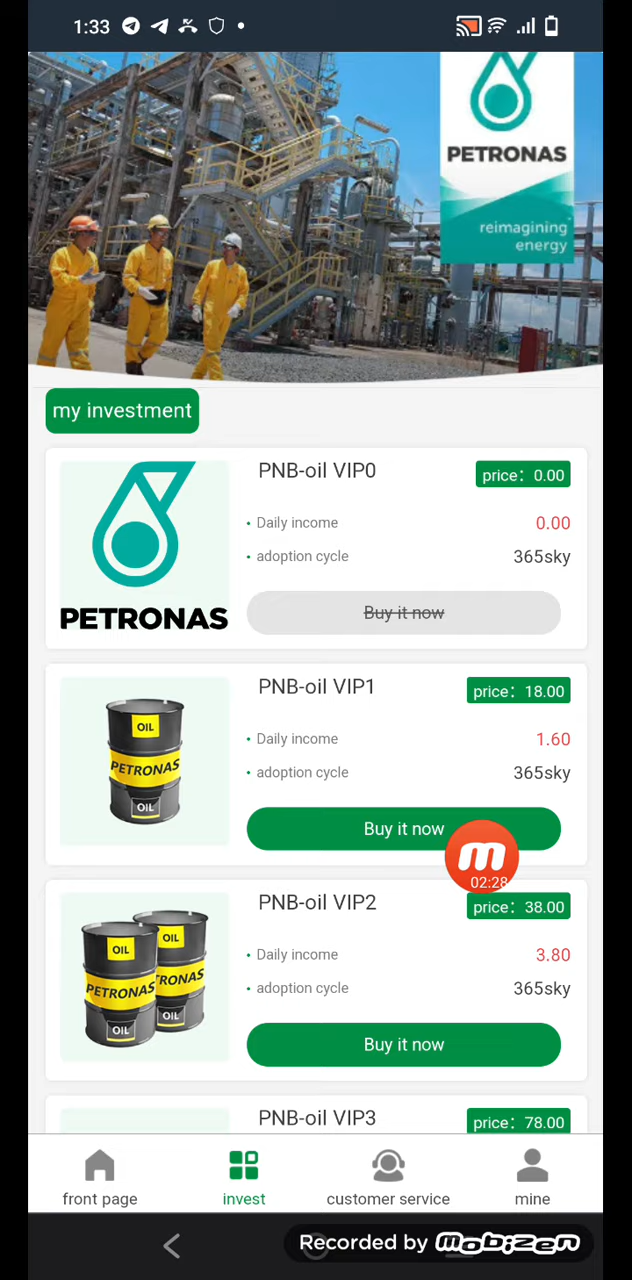 1:33
PETRONAS
reimagining
energy
my investment
PNB-oil VIP0
price：0.00
Daily income
0.00
adoption cycle
365sky
Buy it now
PETRONAS
PNB-oil VIP1
price：18.00
OIL
PETRONAS
OIL
Daily income
1.60
adoption cycle
365sky
Buy it now
02:28
PNB-oil VIP2
price：38.00
OIL
OIL
PETRONAS
TRONAS
OIL
OIL
Daily income
3.80
adoption cycle
365sky
Buy it now
PNB-oil VIP3
price：78.00
front page
invest
customer service
mine
Recorded by mobizen